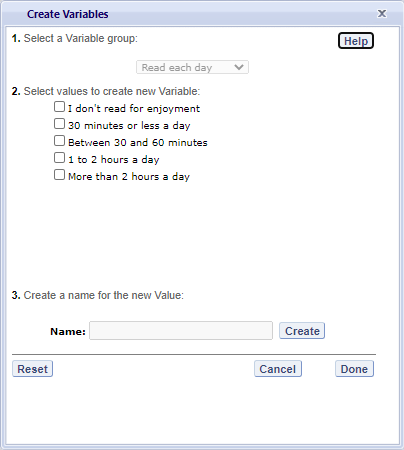 Create Variables x
1. Select a Variable group:
Help
Read each day
2. Select values to create new Variable:
I don't read for enjoyment
30 minutes or less a day
Between 30 and 60 minutes
1 to 2 hours a day
More than 2 hours a day
3. Create a name for the new Value:
Name: Create
Reset Cancel Done